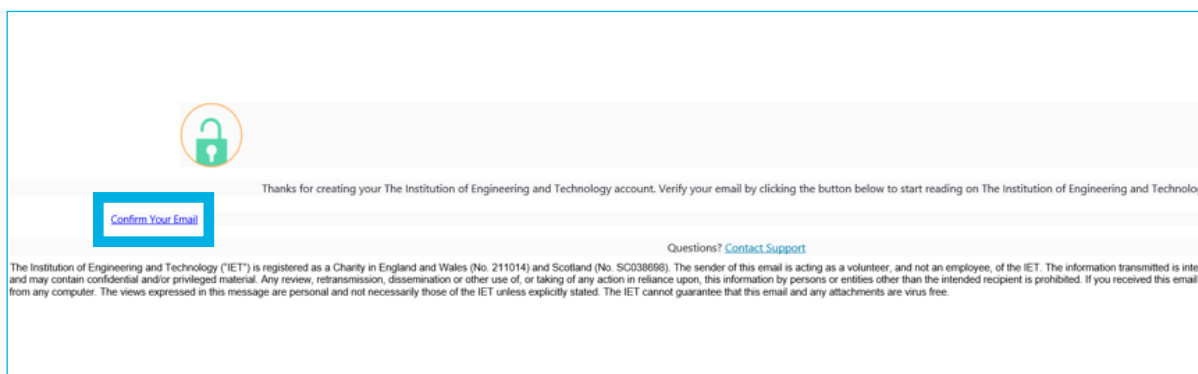 Thanks for creating your The Institution of Engineering and Technology account. Verify your email by clicking the button below to start reading on The Institution of Engineering and Technolo
Confirm Your Email
Questions? Contact Support
The Institution of Engineering and Technology ("IET") is registered as a Charity in England and Wales (No. 211014) and Scotland (No. SC038698). The sender of this email is acting as a volunteer, and not an employee, of the IET. The information transmitted is inte
and may contain confidential and/or privileged material. Any review, retransmission, dissemination or other use of, or taking of any action in reliance upon, this information by persons or entities other than the intended recipient is prohibited. If you received this email
from any computer. The views expressed in this message are personal and not necessarily those of the IET unless explicitly stated. The IET cannot guarantee that this email and any attachments are virus free.